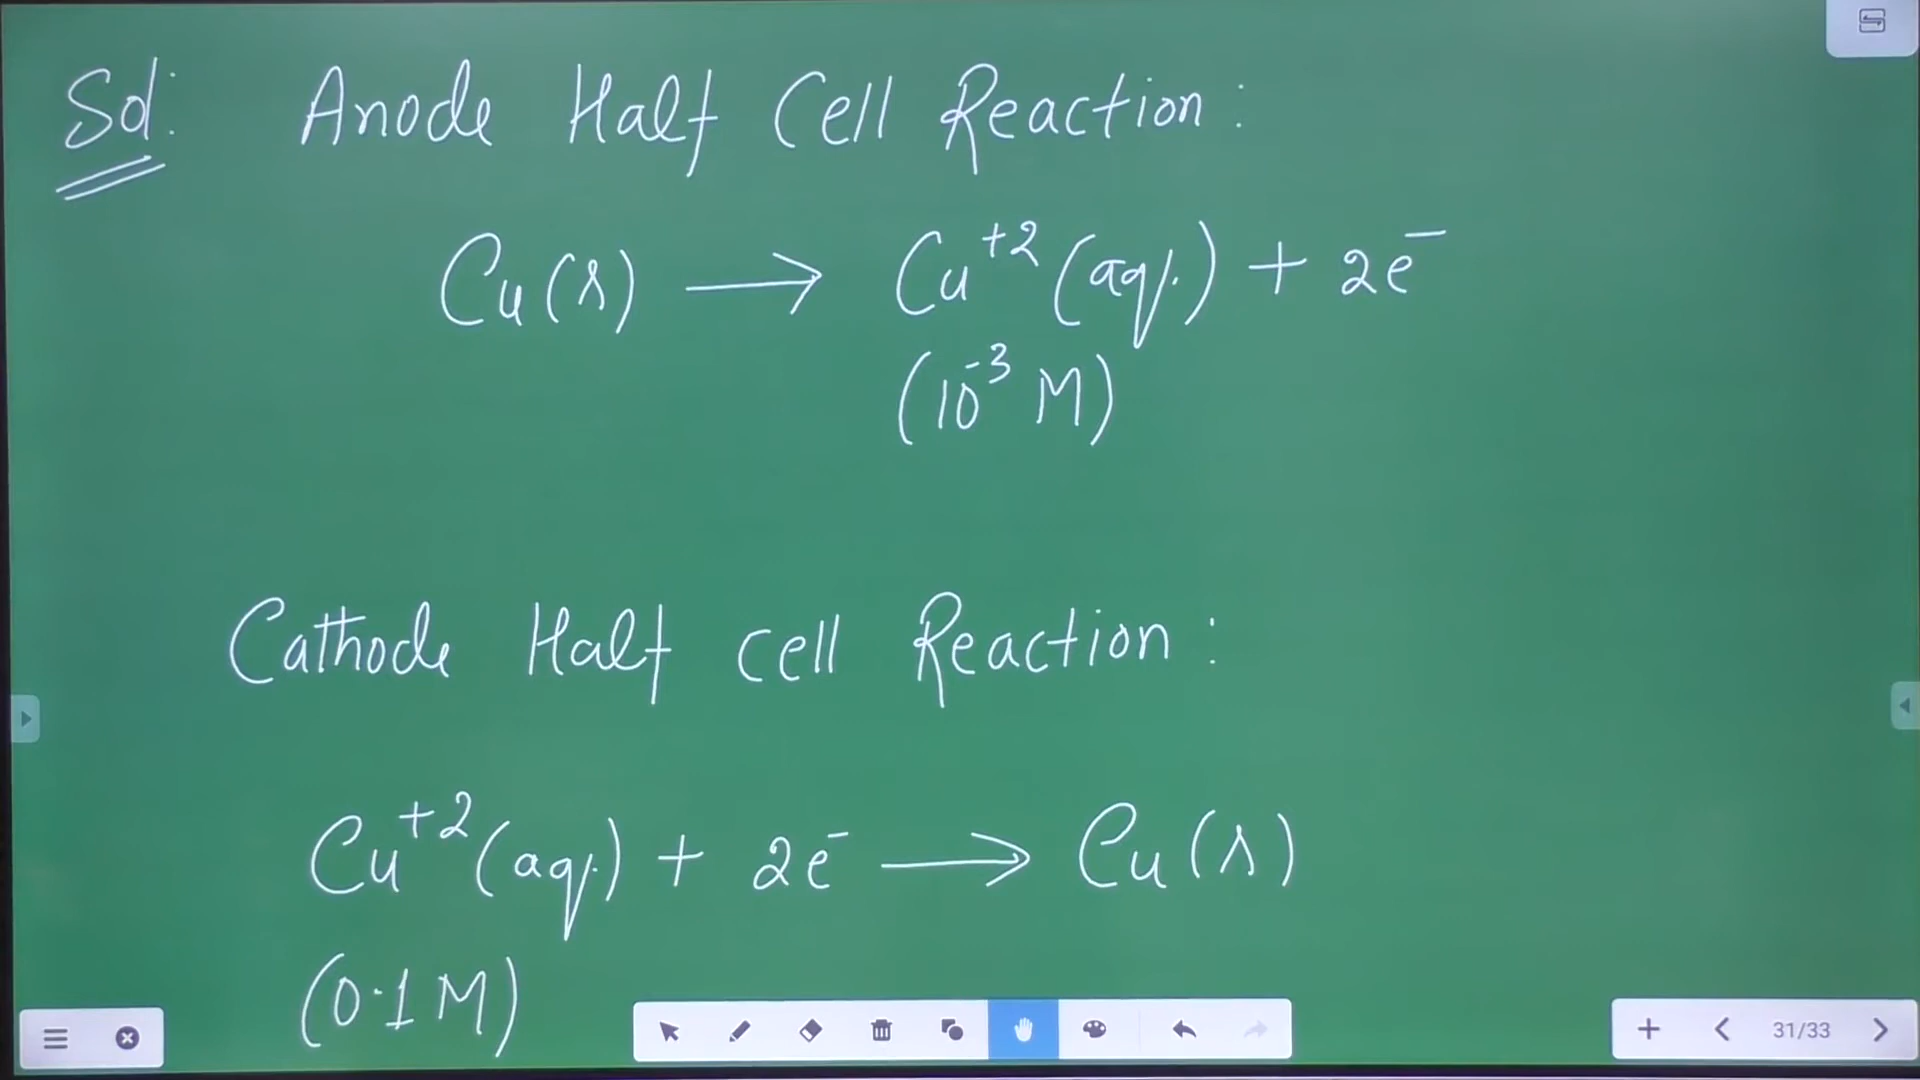 Sol: Anode Half Cell Reaction:
Cu(s) → Cu⁺²(aq.) + 2e⁻
(10⁻³ M)
Cathode Half cell Reaction:
Cu⁺²(aq.) + 2e⁻ → Cu(s)
(0.1 M)
31/33